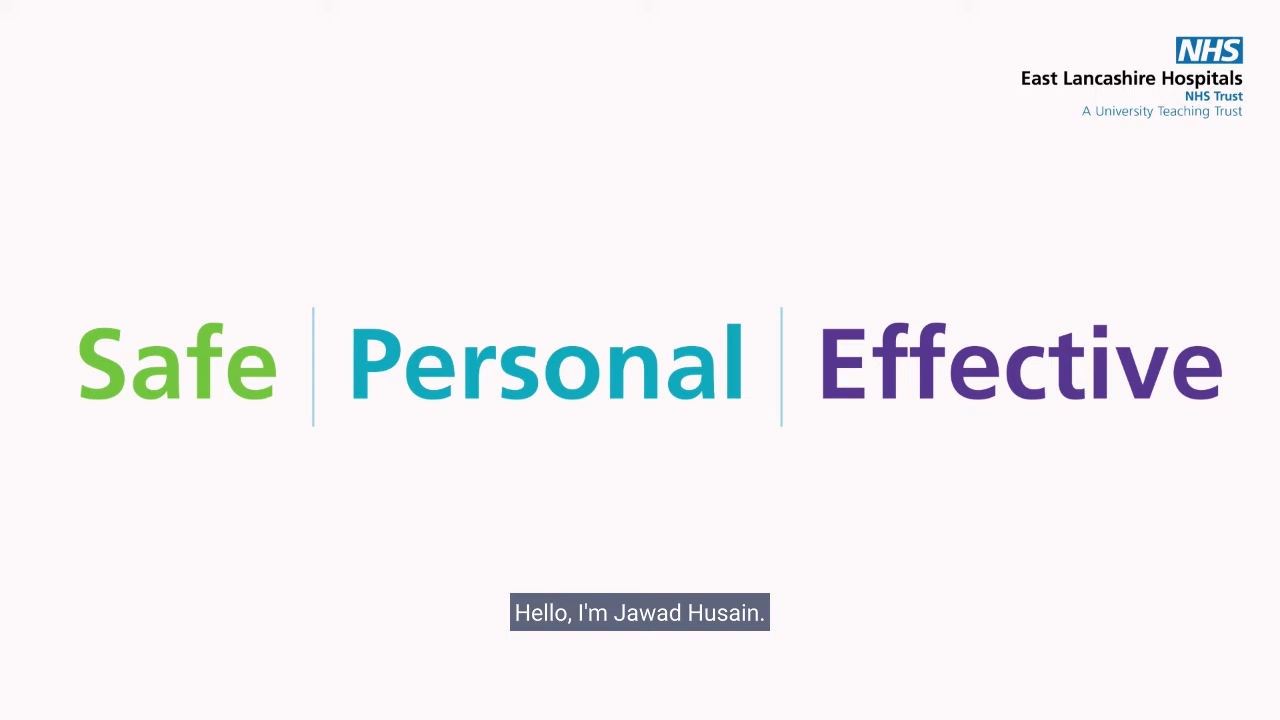 NHS
East Lancashire Hospitals
NHS Trust
A University Teaching Trust
Safe | Personal | Effective
Hello, I'm Jawad Husain.